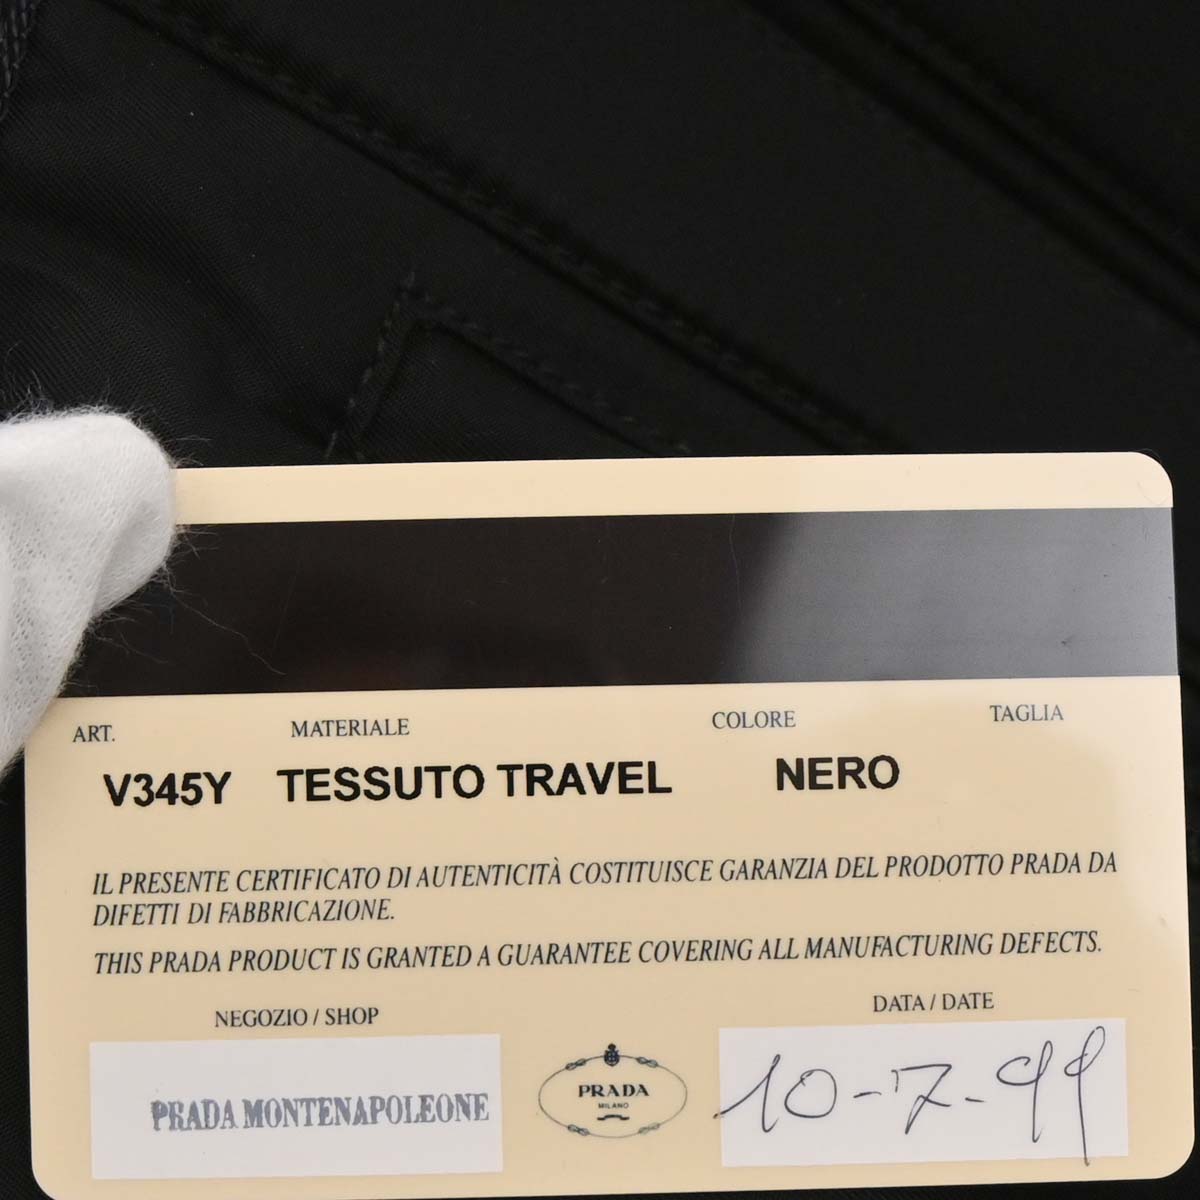 ART. MATERIALE COLORE TAGLIA
V345Y TESSUTO TRAVEL NERO
IL PRESENTE CERTIFICATO DI AUTENTICITÀ COSTITUISCE GARANZIA DEL PRODOTTO PRADA DA
DIFETTI DI FABBRICAZIONE.
THIS PRADA PRODUCT IS GRANTED A GUARANTEE COVERING ALL MANUFACTURING DEFECTS.
NEGOZIO / SHOP
PRADA MONTENAPOLEONE
PRADA
MILANO
DATA / DATE
10-7-99